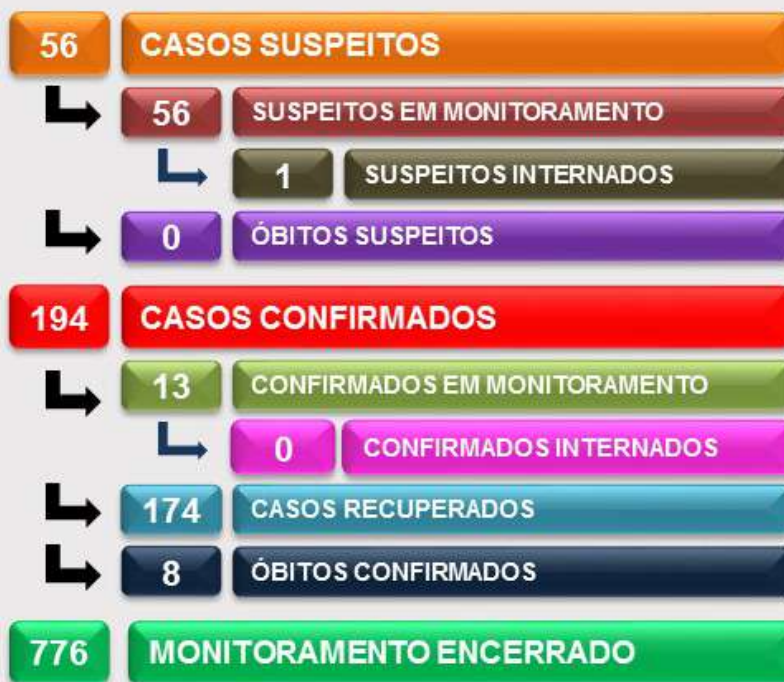 56 CASOS SUSPEITOS
56 SUSPEITOS EM MONITORAMENTO
1 SUSPEITOS INTERNADOS
0 ÓBITOS SUSPEITOS
194 CASOS CONFIRMADOS
13 CONFIRMADOS EM MONITORAMENTO
0 CONFIRMADOS INTERNADOS
174 CASOS RECUPERADOS
8 ÓBITOS CONFIRMADOS
776 MONITORAMENTO ENCERRADO